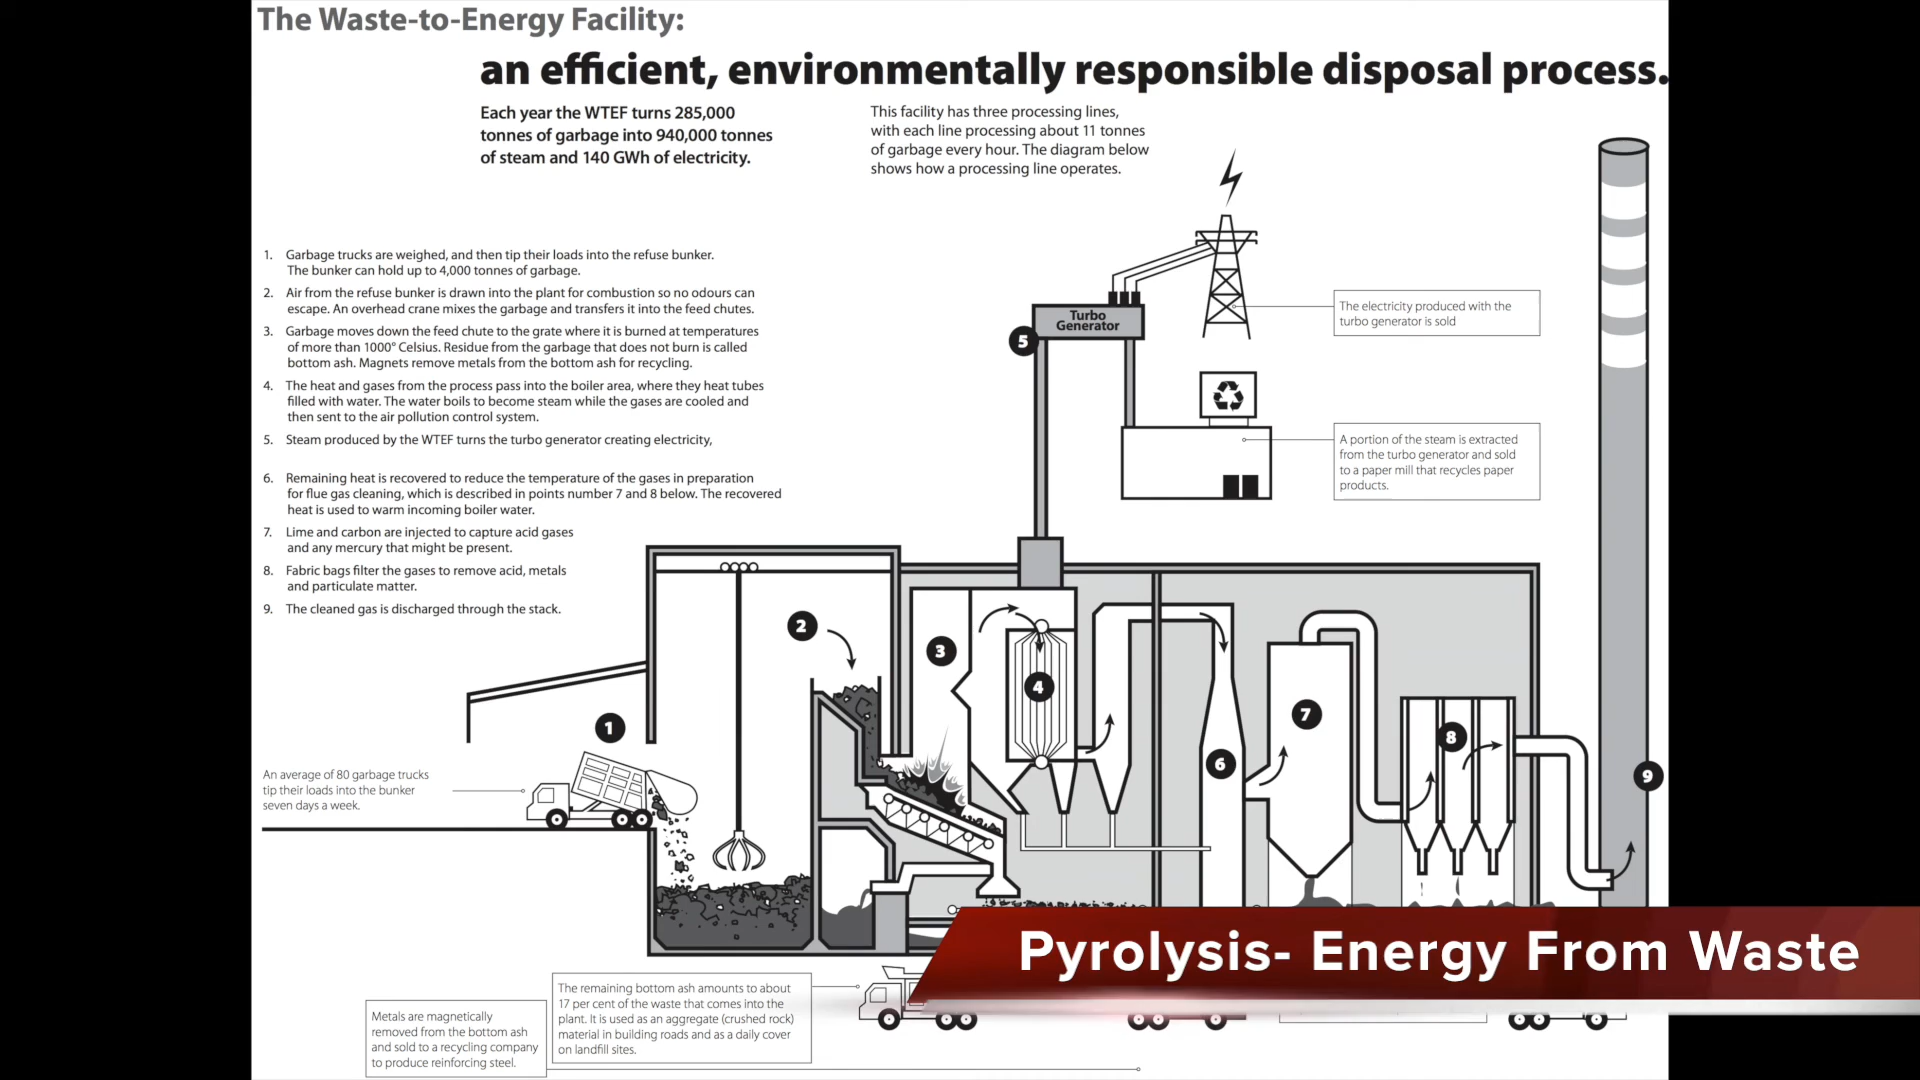 The Waste-to-Energy Facility:
an efficient, environmentally responsible disposal process.
Each year the WTEF turns 285,000
tonnes of garbage into 940,000 tonnes
of steam and 140 GWh of electricity.
This facility has three processing lines,
with each line processing about 11 tonnes
of garbage every hour. The diagram below
shows how a processing line operates.
1. Garbage trucks are weighed, and then tip their loads into the refuse bunker.
The bunker can hold up to 4,000 tonnes of garbage.
2. Air from the refuse bunker is drawn into the plant for combustion so no odours can
escape. An overhead crane mixes the garbage and transfers it into the feed chutes.
3. Garbage moves down the feed chute to the grate where it is burned at temperatures
of more than 1000° Celsius. Residue from the garbage that does not burn is called
bottom ash. Magnets remove metals from the bottom ash for recycling.
4. The heat and gases from the process pass into the boiler area, where they heat tubes
filled with water. The water boils to become steam while the gases are cooled and
then sent to the air pollution control system.
5. Steam produced by the WTEF turns the turbo generator creating electricity,
6. Remaining heat is recovered to reduce the temperature of the gases in preparation
for flue gas cleaning, which is described in points number 7 and 8 below. The recovered
heat is used to warm incoming boiler water.
7. Lime and carbon are injected to capture acid gases
and any mercury that might be present.
8. Fabric bags filter the gases to remove acid, metals
and particulate matter.
9. The cleaned gas is discharged through the stack.
Turbo
Generator
5
The electricity produced with the
turbo generator is sold
A portion of the steam is extracted
from the turbo generator and sold
to a paper mill that recycles paper
products.
2
3
4
1
7
8
6
9
An average of 80 garbage trucks
tip their loads into the bunker
seven days a week.
Pyrolysis- Energy From Waste
The remaining bottom ash amounts to about
17 per cent of the waste that comes into the
plant. It is used as an aggregate (crushed rock)
material in building roads and as a daily cover
on landfill sites.
Metals are magnetically
removed from the bottom ash
and sold to a recycling company
to produce reinforcing steel.